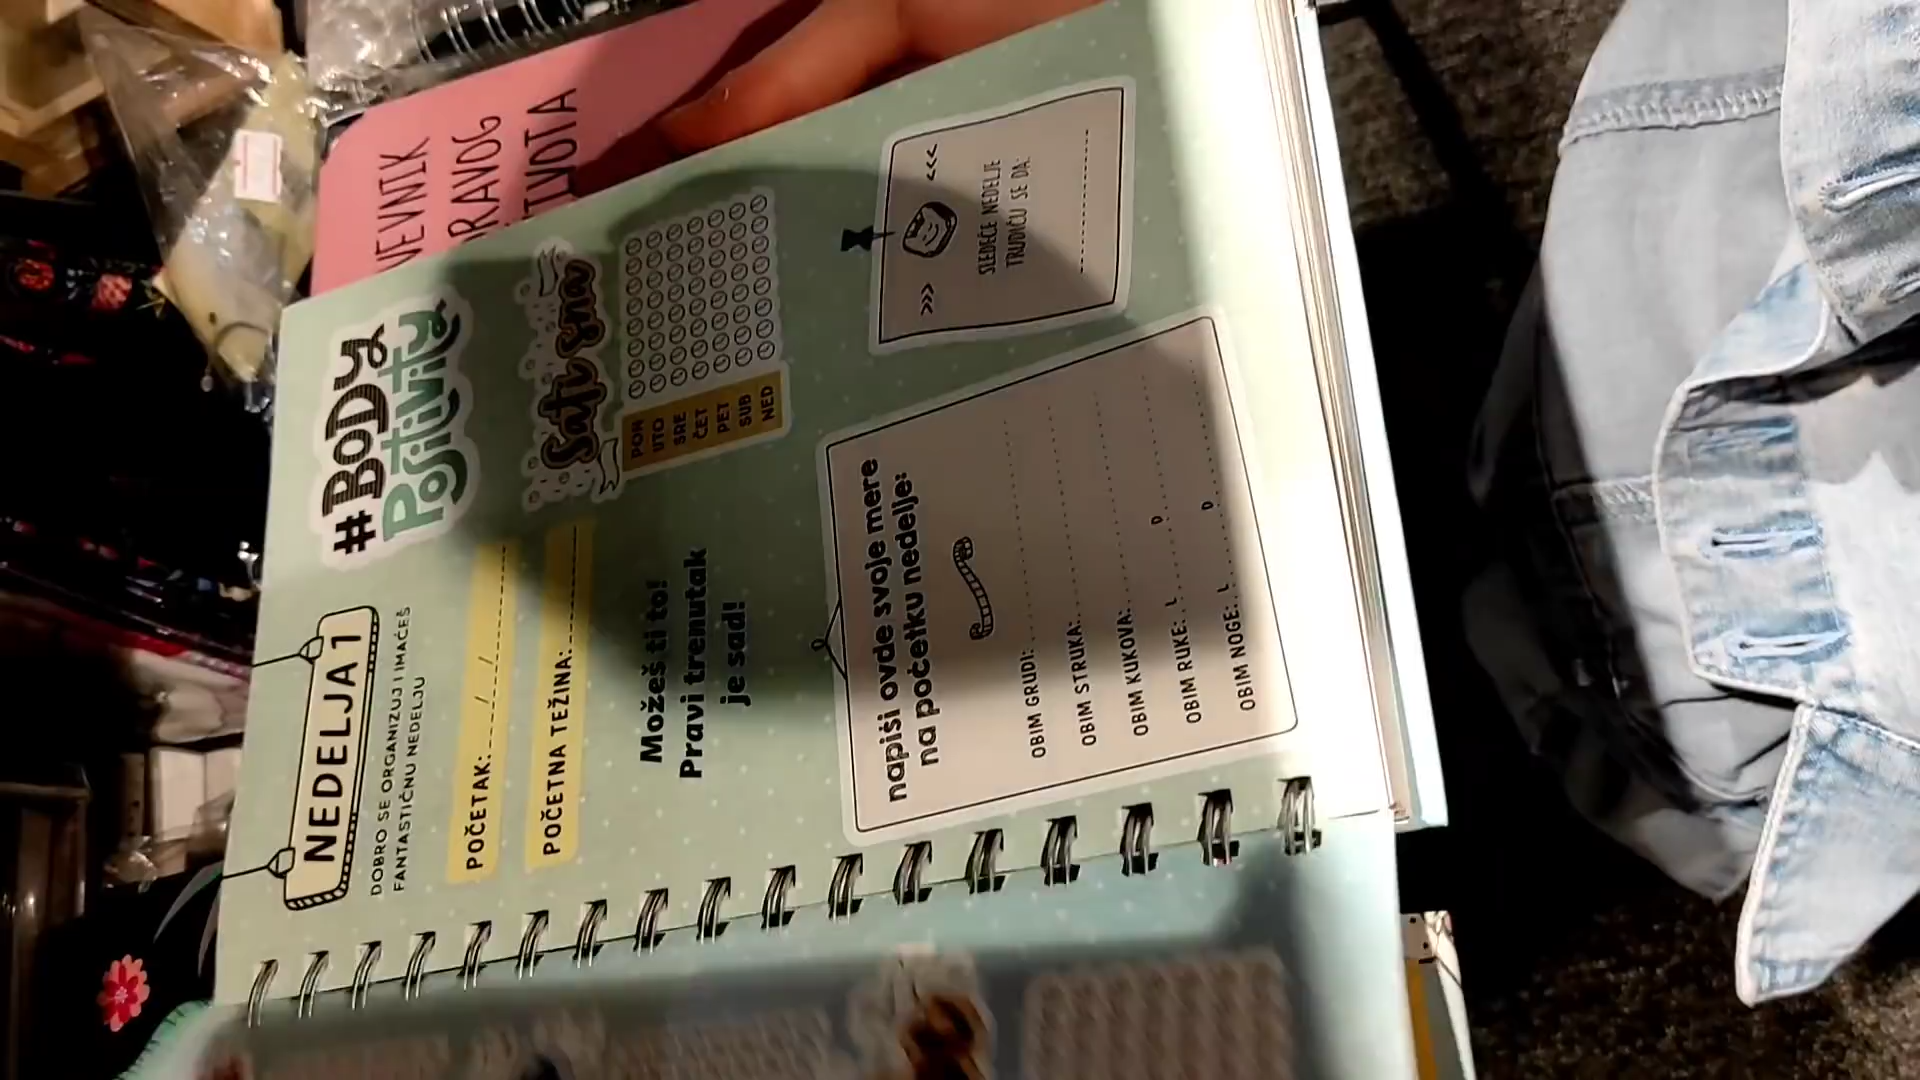 NEDELJA 1
DOBRO SE ORGANIZUJ I IMAĆEŠ
FANTASTIČNU NEDELJU
#BODY
Positivity
POČETAK: / /
POČETNA TEŽINA:
Sati sna
PON
UTO
SRE
ČET
PET
SUB
NED
Možeš ti to!
Pravi trenutak
je sad!
napiši ovde svoje mere
na početku nedelje:
OBIM GRUDI:
OBIM STRUKA:
OBIM KUKOVA:
OBIM RUKE: L D
OBIM NOGE: L D
>>> <<<
SLEDEĆE NEDELJE
TRUDIĆU SE DA:
VEVNIK
DRAVOG
ŽIVOTA